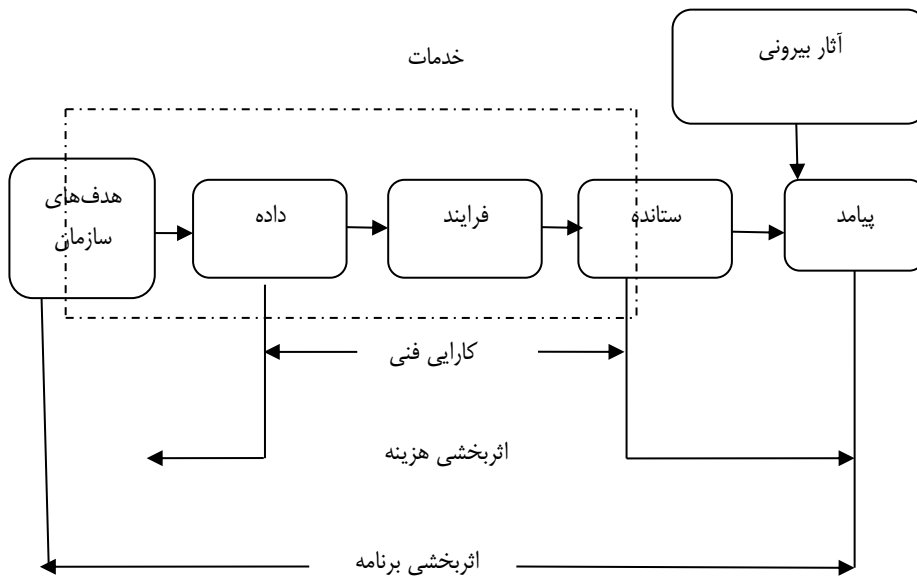 آثار بیرونی
خدمات
هدف‌های
سازمان
داده
فرایند
ستانده
پیامد
کارایی فنی
اثربخشی هزینه
اثربخشی برنامه